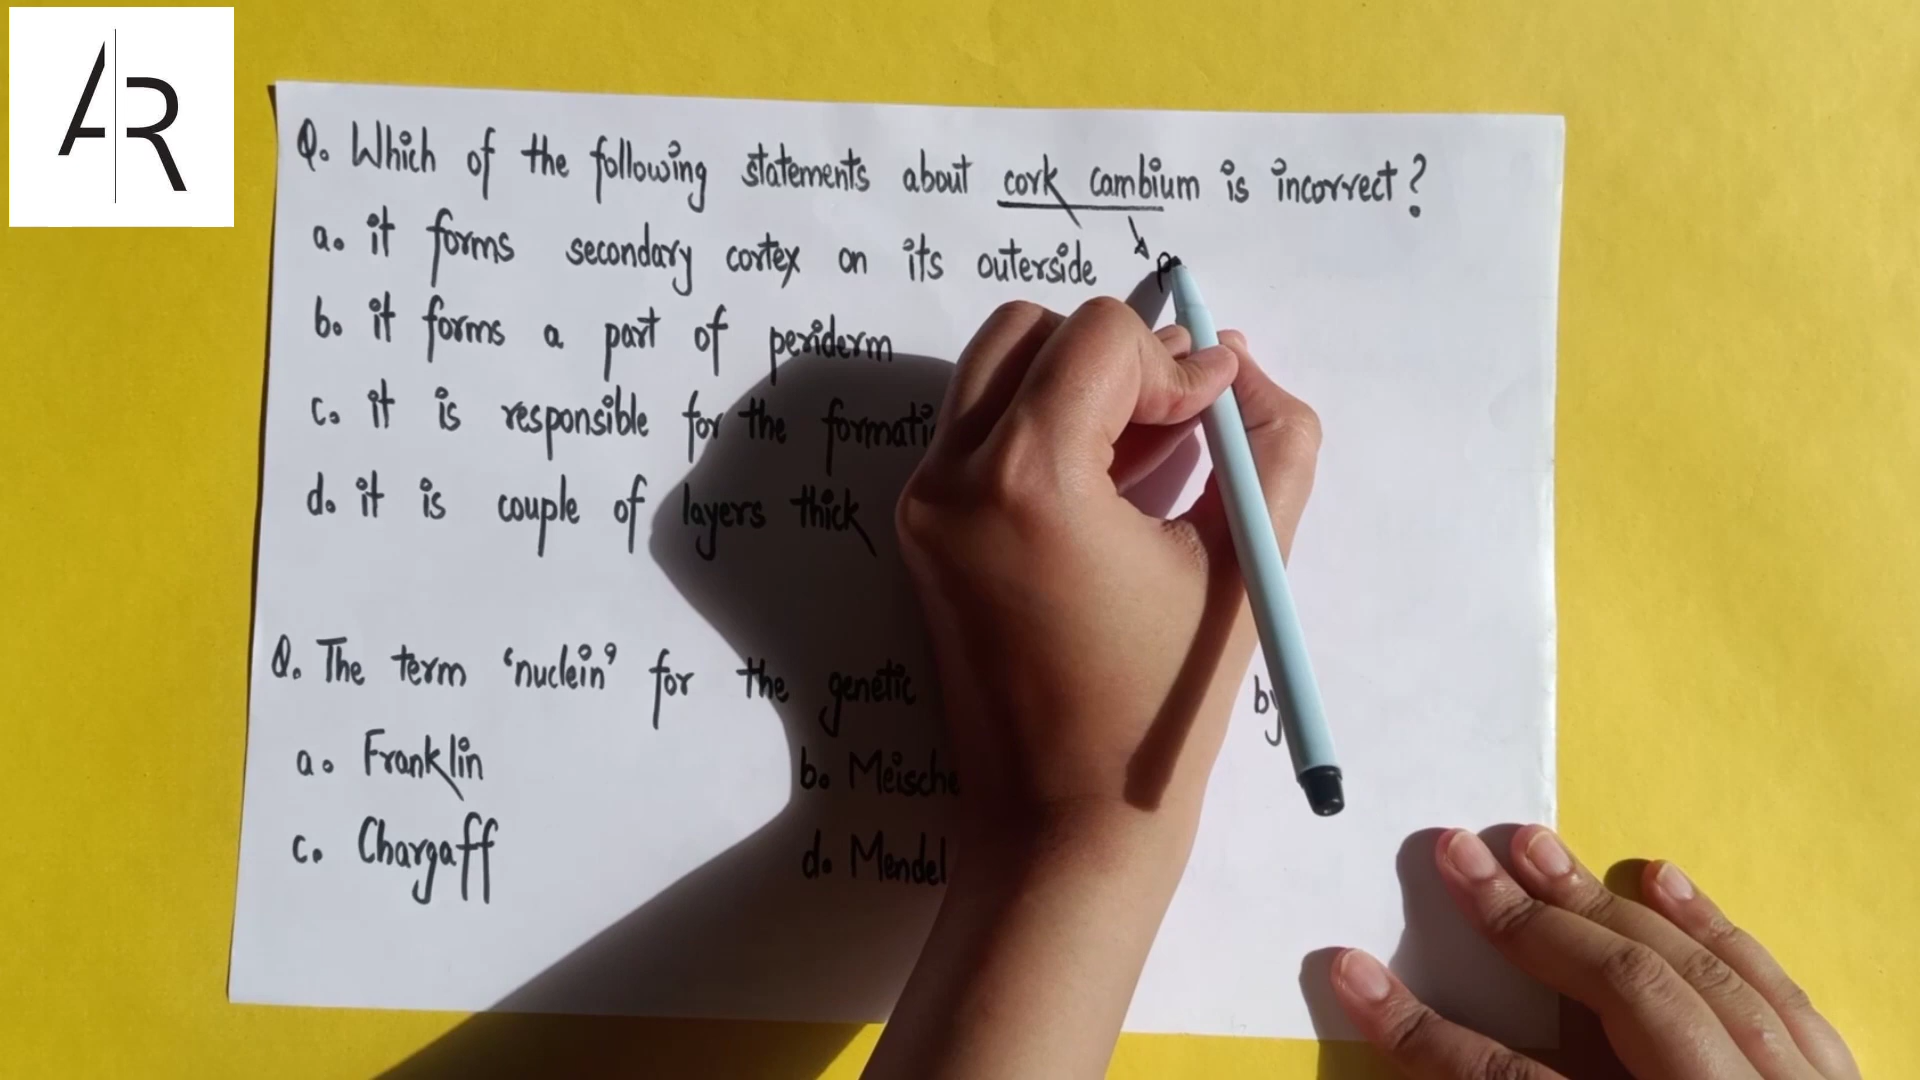 AR
Q. Which of the following statements about cork cambium is incorrect?
a. it forms secondary cortex on its outerside
b. it forms a part of periderm
c. it is responsible for the
d. it is couple of layers thick
Q. The term 'nuclein' for the genetic by
a. Franklin b.
c. Chargaff d. Mendel